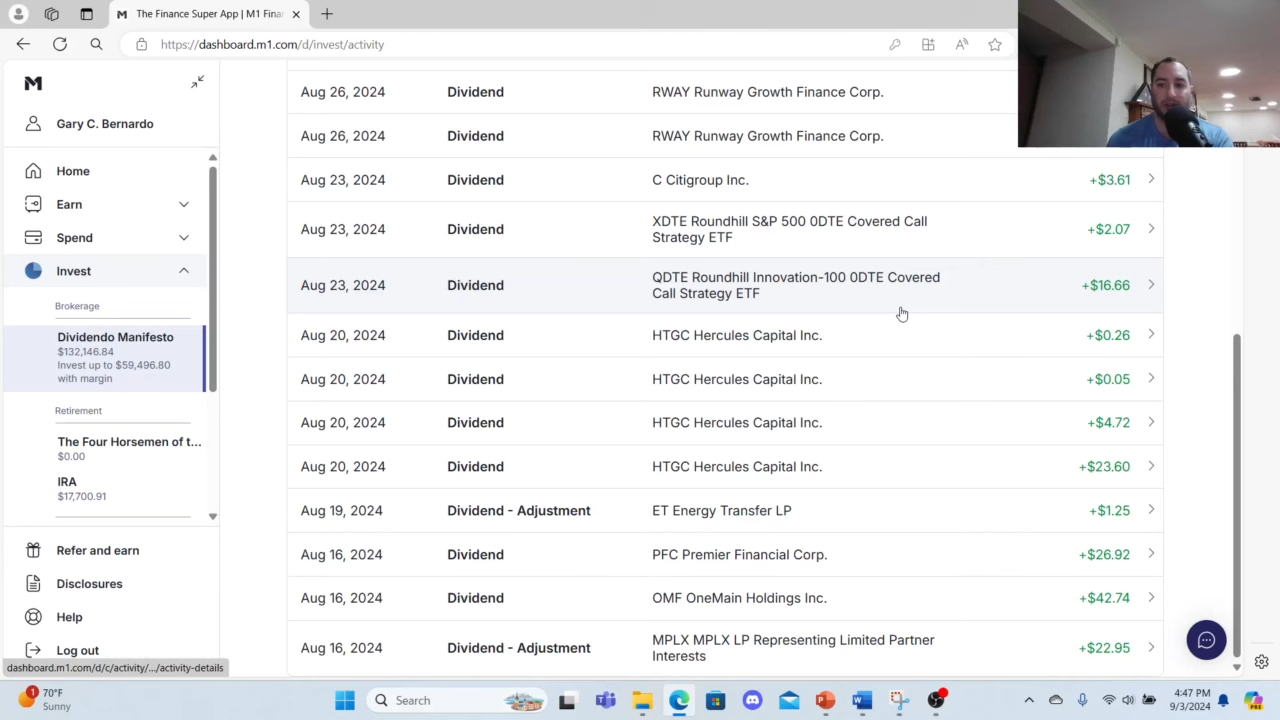 The Finance Super App | M1 Finan
https://dashboard.m1.com/d/invest/activity
M
Gary C. Bernardo
Home
Earn
Spend
Invest
Brokerage
Dividendo Manifesto
$132,146.84
Invest up to $59,496.80
with margin
Retirement
The Four Horsemen of t...
$0.00
IRA
$17,700.91
Refer and earn
Disclosures
Help
Log out
dashboard.m1.com/d/c/activity/.../activity-details
Aug 26, 2024 Dividend RWAY Runway Growth Finance Corp.
Aug 26, 2024 Dividend RWAY Runway Growth Finance Corp.
Aug 23, 2024 Dividend C Citigroup Inc. +$3.61
Aug 23, 2024 Dividend XDTE Roundhill S&P 500 0DTE Covered Call +$2.07
Strategy ETF
Aug 23, 2024 Dividend QDTE Roundhill Innovation-100 0DTE Covered +$16.66
Call Strategy ETF
Aug 20, 2024 Dividend HTGC Hercules Capital Inc. +$0.26
Aug 20, 2024 Dividend HTGC Hercules Capital Inc. +$0.05
Aug 20, 2024 Dividend HTGC Hercules Capital Inc. +$4.72
Aug 20, 2024 Dividend HTGC Hercules Capital Inc. +$23.60
Aug 19, 2024 Dividend - Adjustment ET Energy Transfer LP +$1.25
Aug 16, 2024 Dividend PFC Premier Financial Corp. +$26.92
Aug 16, 2024 Dividend OMF OneMain Holdings Inc. +$42.74
Aug 16, 2024 Dividend - Adjustment MPLX MPLX LP Representing Limited Partner +$22.95
Interests
1
70°F
Sunny
Search
4:47 PM
9/3/2024
PRE